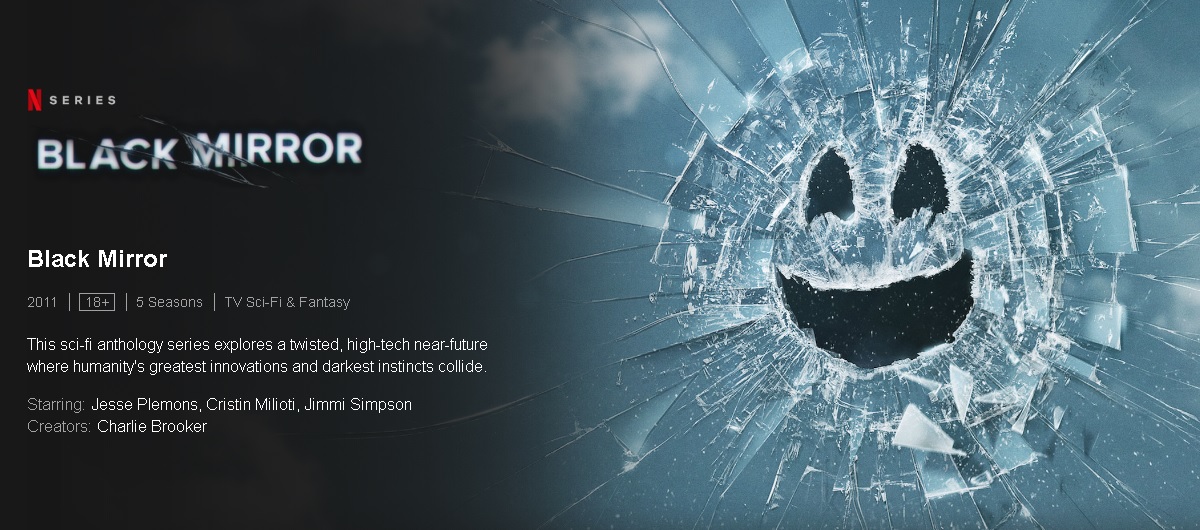 N SERIES
BLACK MIRROR
Black Mirror
2011 | 18+ | 5 Seasons | TV Sci-Fi & Fantasy
This sci-fi anthology series explores a twisted, high-tech near-future
where humanity's greatest innovations and darkest instincts collide.
Starring: Jesse Plemons, Cristin Milioti, Jimmi Simpson
Creators: Charlie Brooker